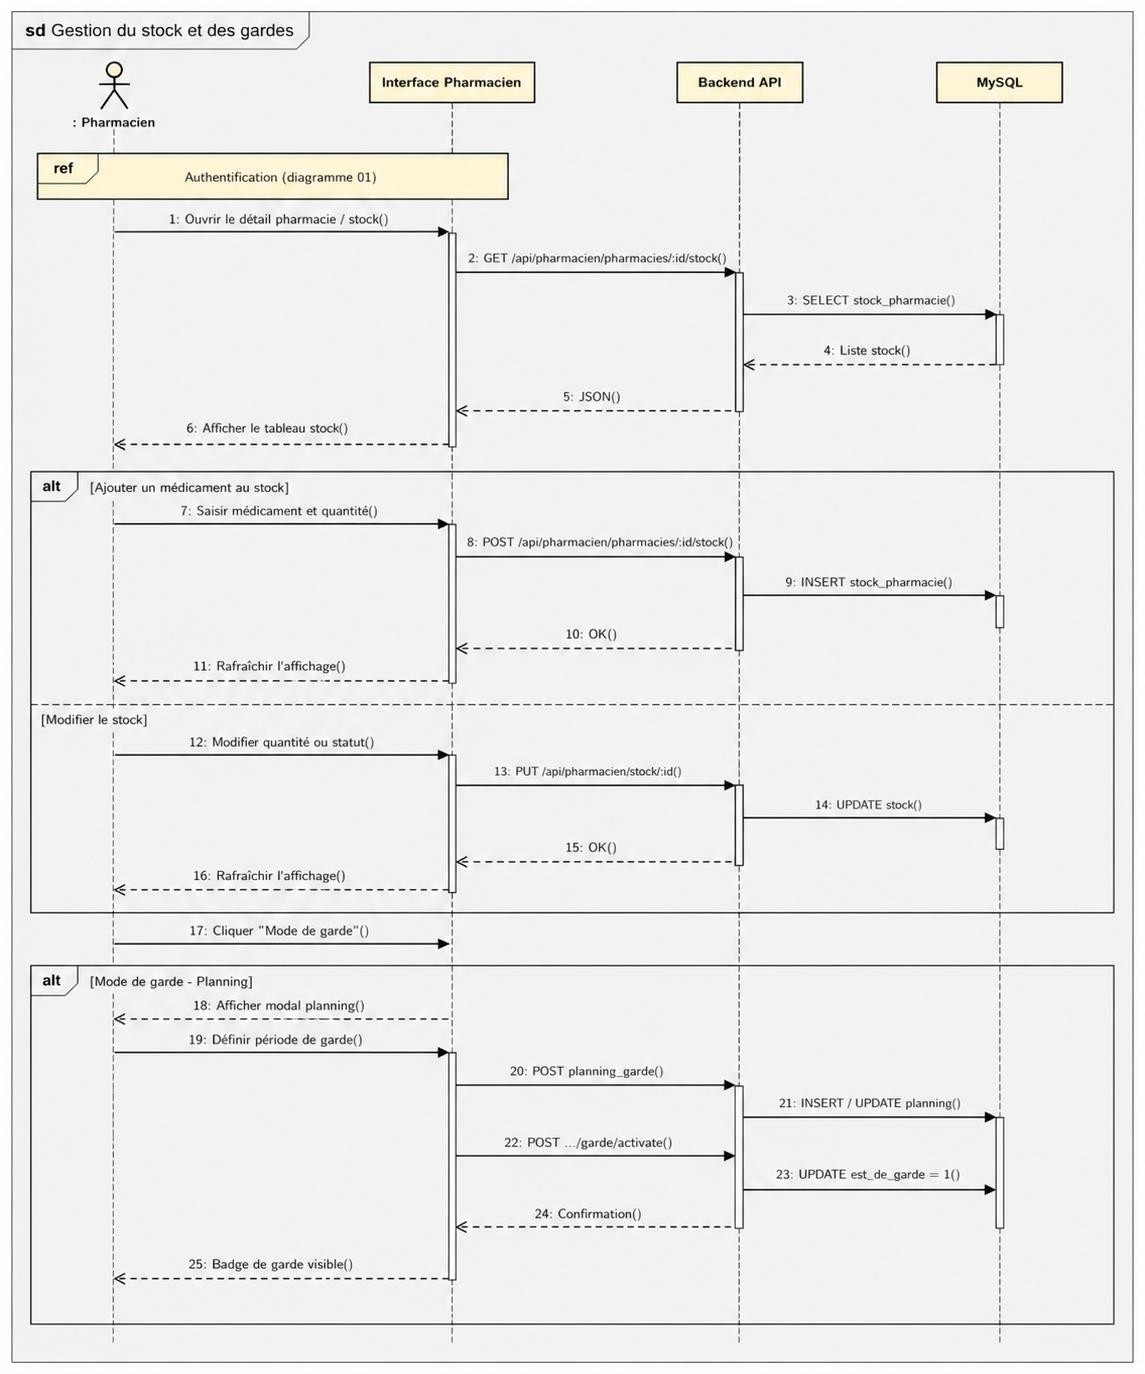 sd Gestion du stock et des gardes
: Pharmacien
Interface Pharmacien
Backend API
MySQL
ref
Authentification (diagramme 01)
1: Ouvrir le détail pharmacie / stock()
2: GET /api/pharmacien/pharmacies/:id/stock()
3: SELECT stock_pharmacie()
4: Liste stock()
5: JSON()
6: Afficher le tableau stock()
alt [Ajouter un médicament au stock]
7: Saisir médicament et quantité()
8: POST /api/pharmacien/pharmacies/:id/stock()
9: INSERT stock_pharmacie()
10: OK()
11: Rafraîchir l'affichage()
[Modifier le stock]
12: Modifier quantité ou statut()
13: PUT /api/pharmacien/stock/:id()
14: UPDATE stock()
15: OK()
16: Rafraîchir l'affichage()
17: Cliquer "Mode de garde"()
alt [Mode de garde - Planning]
18: Afficher modal planning()
19: Définir période de garde()
20: POST planning_garde()
21: INSERT / UPDATE planning()
22: POST .../garde/activate()
23: UPDATE est_de_garde = 1()
24: Confirmation()
25: Badge de garde visible()